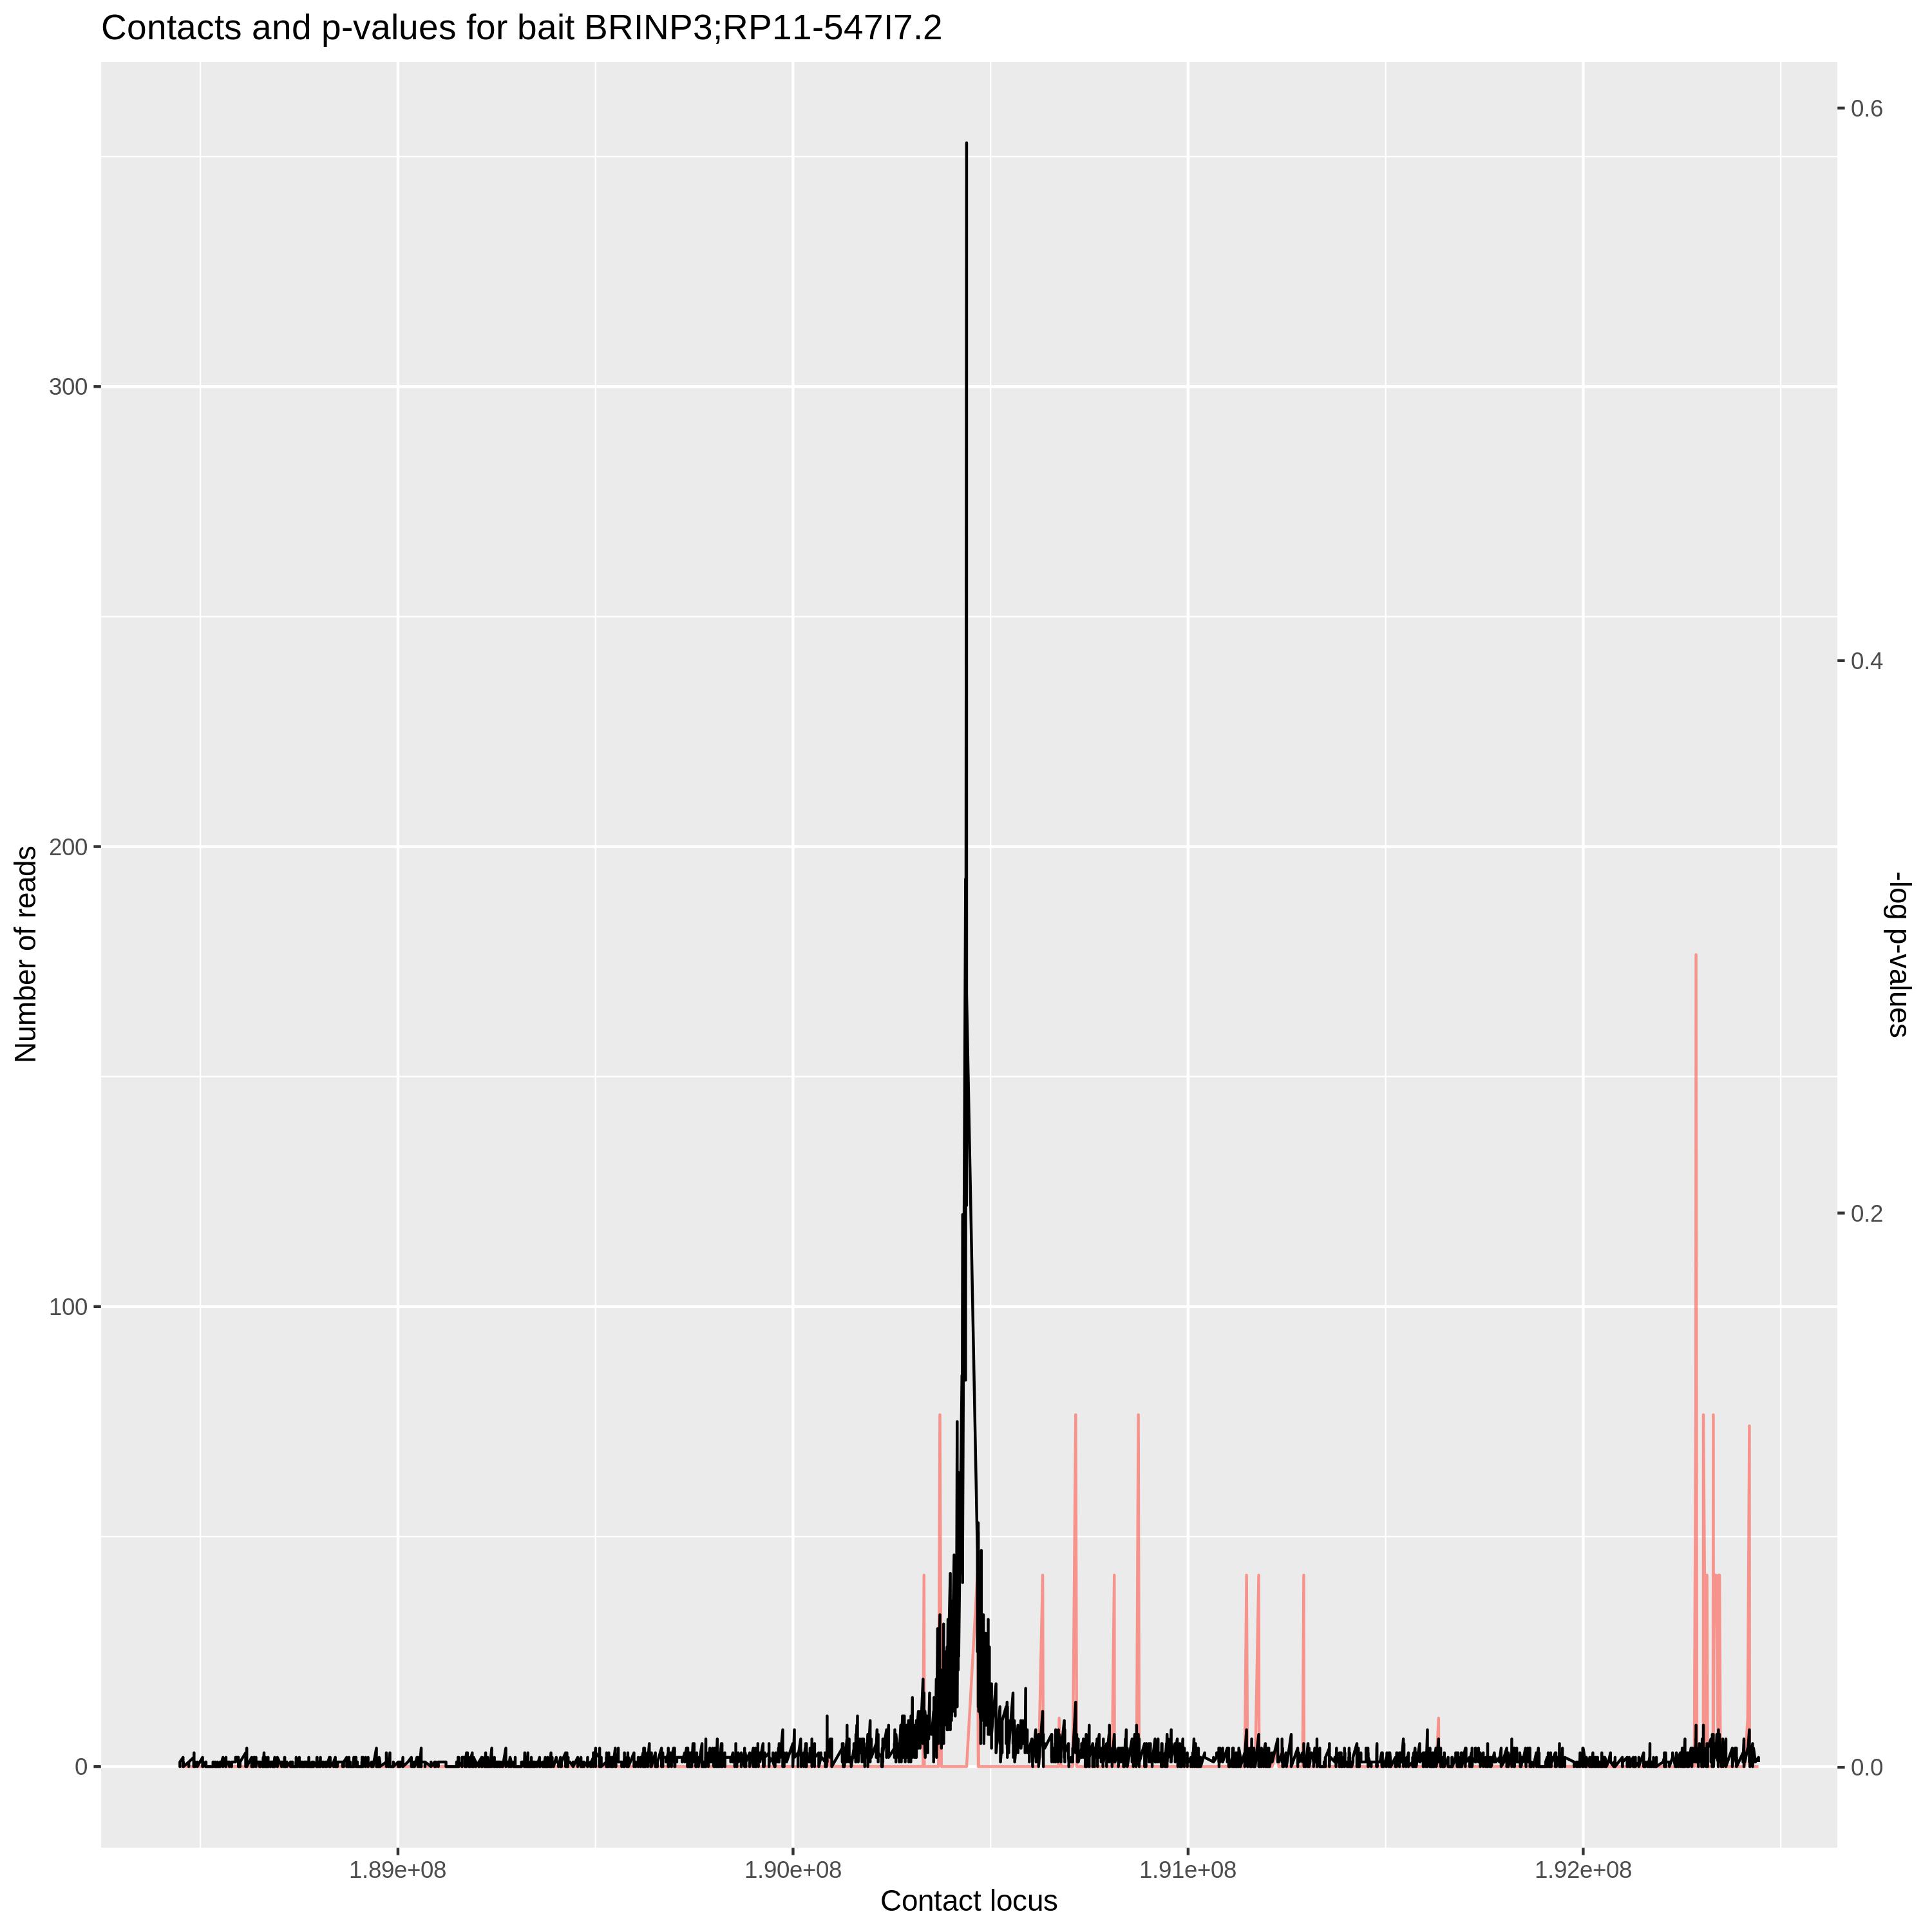 Contacts and p-values for bait BRINP3;RP11-547I7.2
Number of reads
300
200
100
0
0.6
0.4
0.2
0.0
-log p-values
1.89e+08
1.90e+08
1.91e+08
1.92e+08
Contact locus